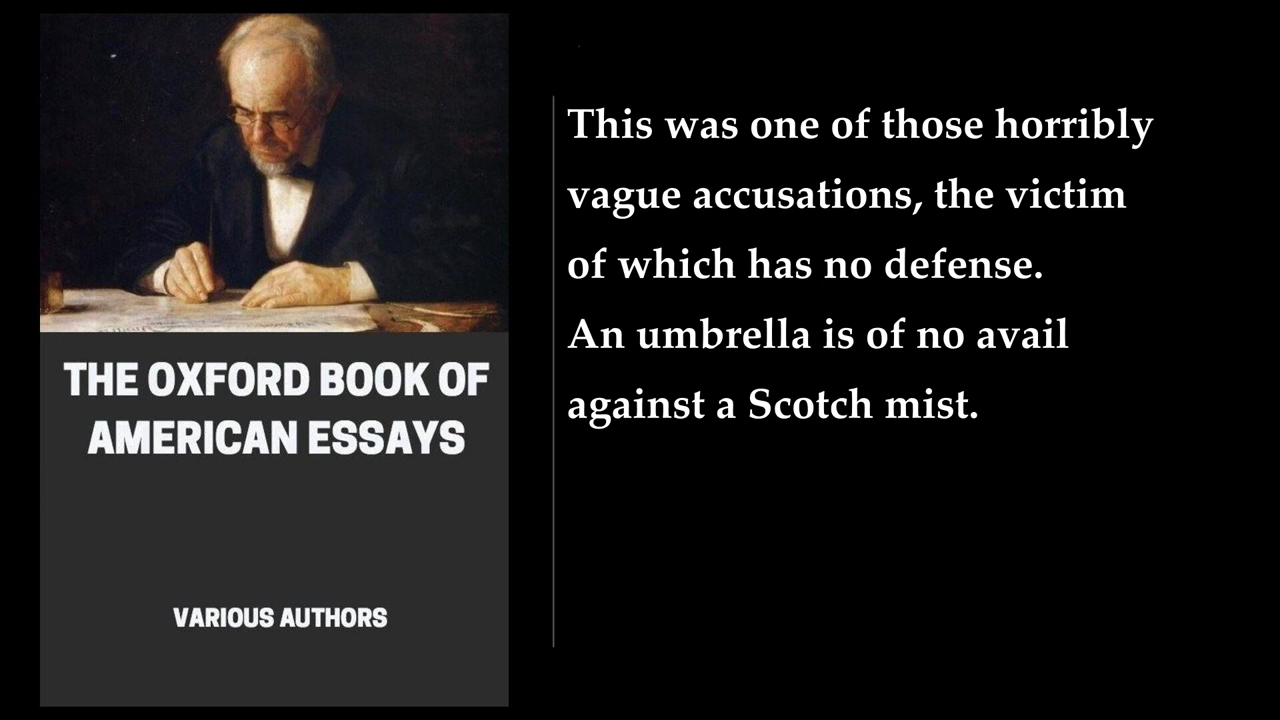 THE OXFORD BOOK OF
AMERICAN ESSAYS
VARIOUS AUTHORS
This was one of those horribly
vague accusations, the victim
of which has no defense.
An umbrella is of no avail
against a Scotch mist.